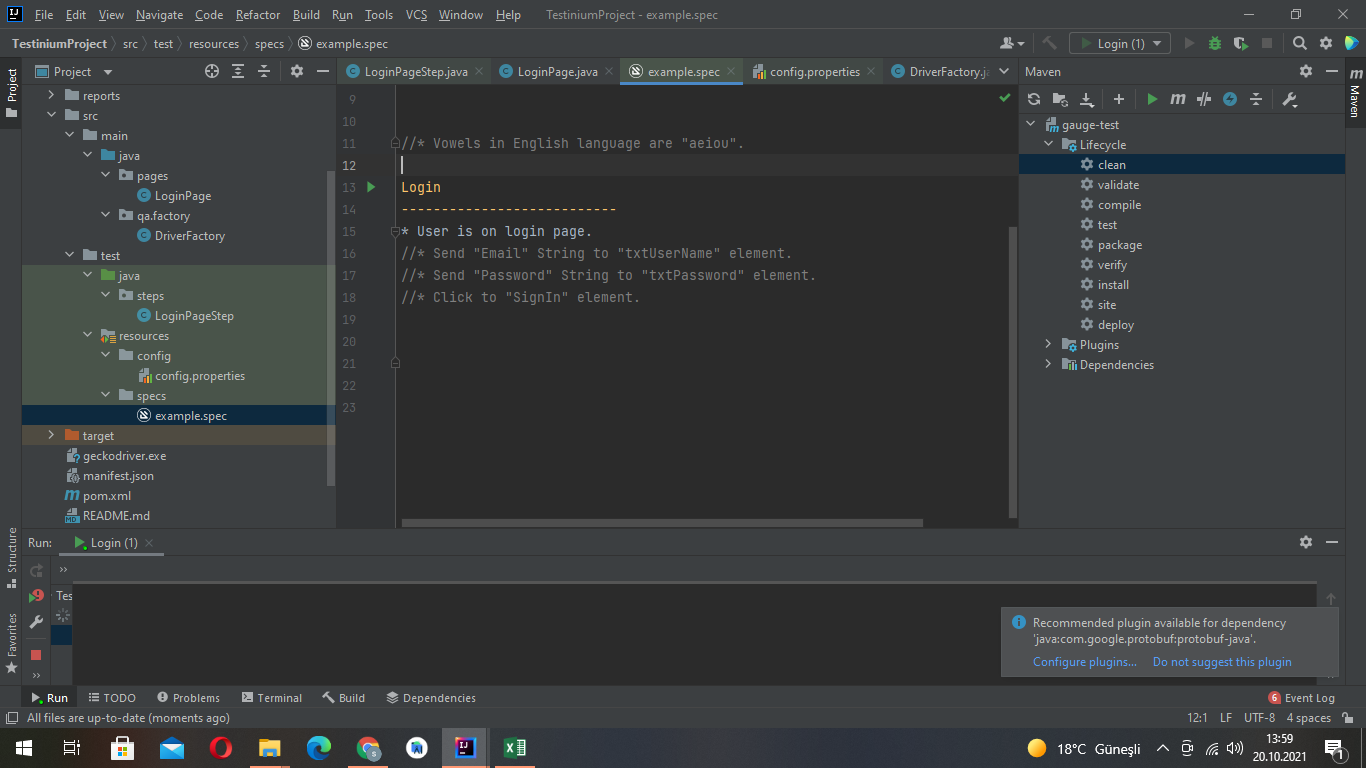 File Edit View Navigate Code Refactor Build Run Tools VCS Window Help TestiniumProject - example.spec
TestiniumProject src test resources specs example.spec Login (1)
Project LoginPageStep.java LoginPage.java example.spec config.properties DriverFactory.j Maven
Project
Maven
reports
src
main
java
pages
LoginPage
qa.factory
DriverFactory
test
java
steps
LoginPageStep
resources
config
config.properties
specs
example.spec
target
geckodriver.exe
manifest.json
pom.xml
README.md
9
10
11 //* Vowels in English language are "aeiou".
12
13 Login
14 ---------------------------
15 * User is on login page.
16 //* Send "Email" String to "txtUserName" element.
17 //* Send "Password" String to "txtPassword" element.
18 //* Click to "SignIn" element.
19
20
21
22
23
gauge-test
Lifecycle
clean
validate
compile
test
package
verify
install
site
deploy
Plugins
Dependencies
Structure
Favorites
Run: Login (1)
Tes
Recommended plugin available for dependency
'java:com.google.protobuf:protobuf-java'.
Configure plugins... Do not suggest this plugin
Run TODO Problems Terminal Build Dependencies 6 Event Log
All files are up-to-date (moments ago) 12:1 LF UTF-8 4 spaces
18°C Güneşli 13:59
20.10.2021
1